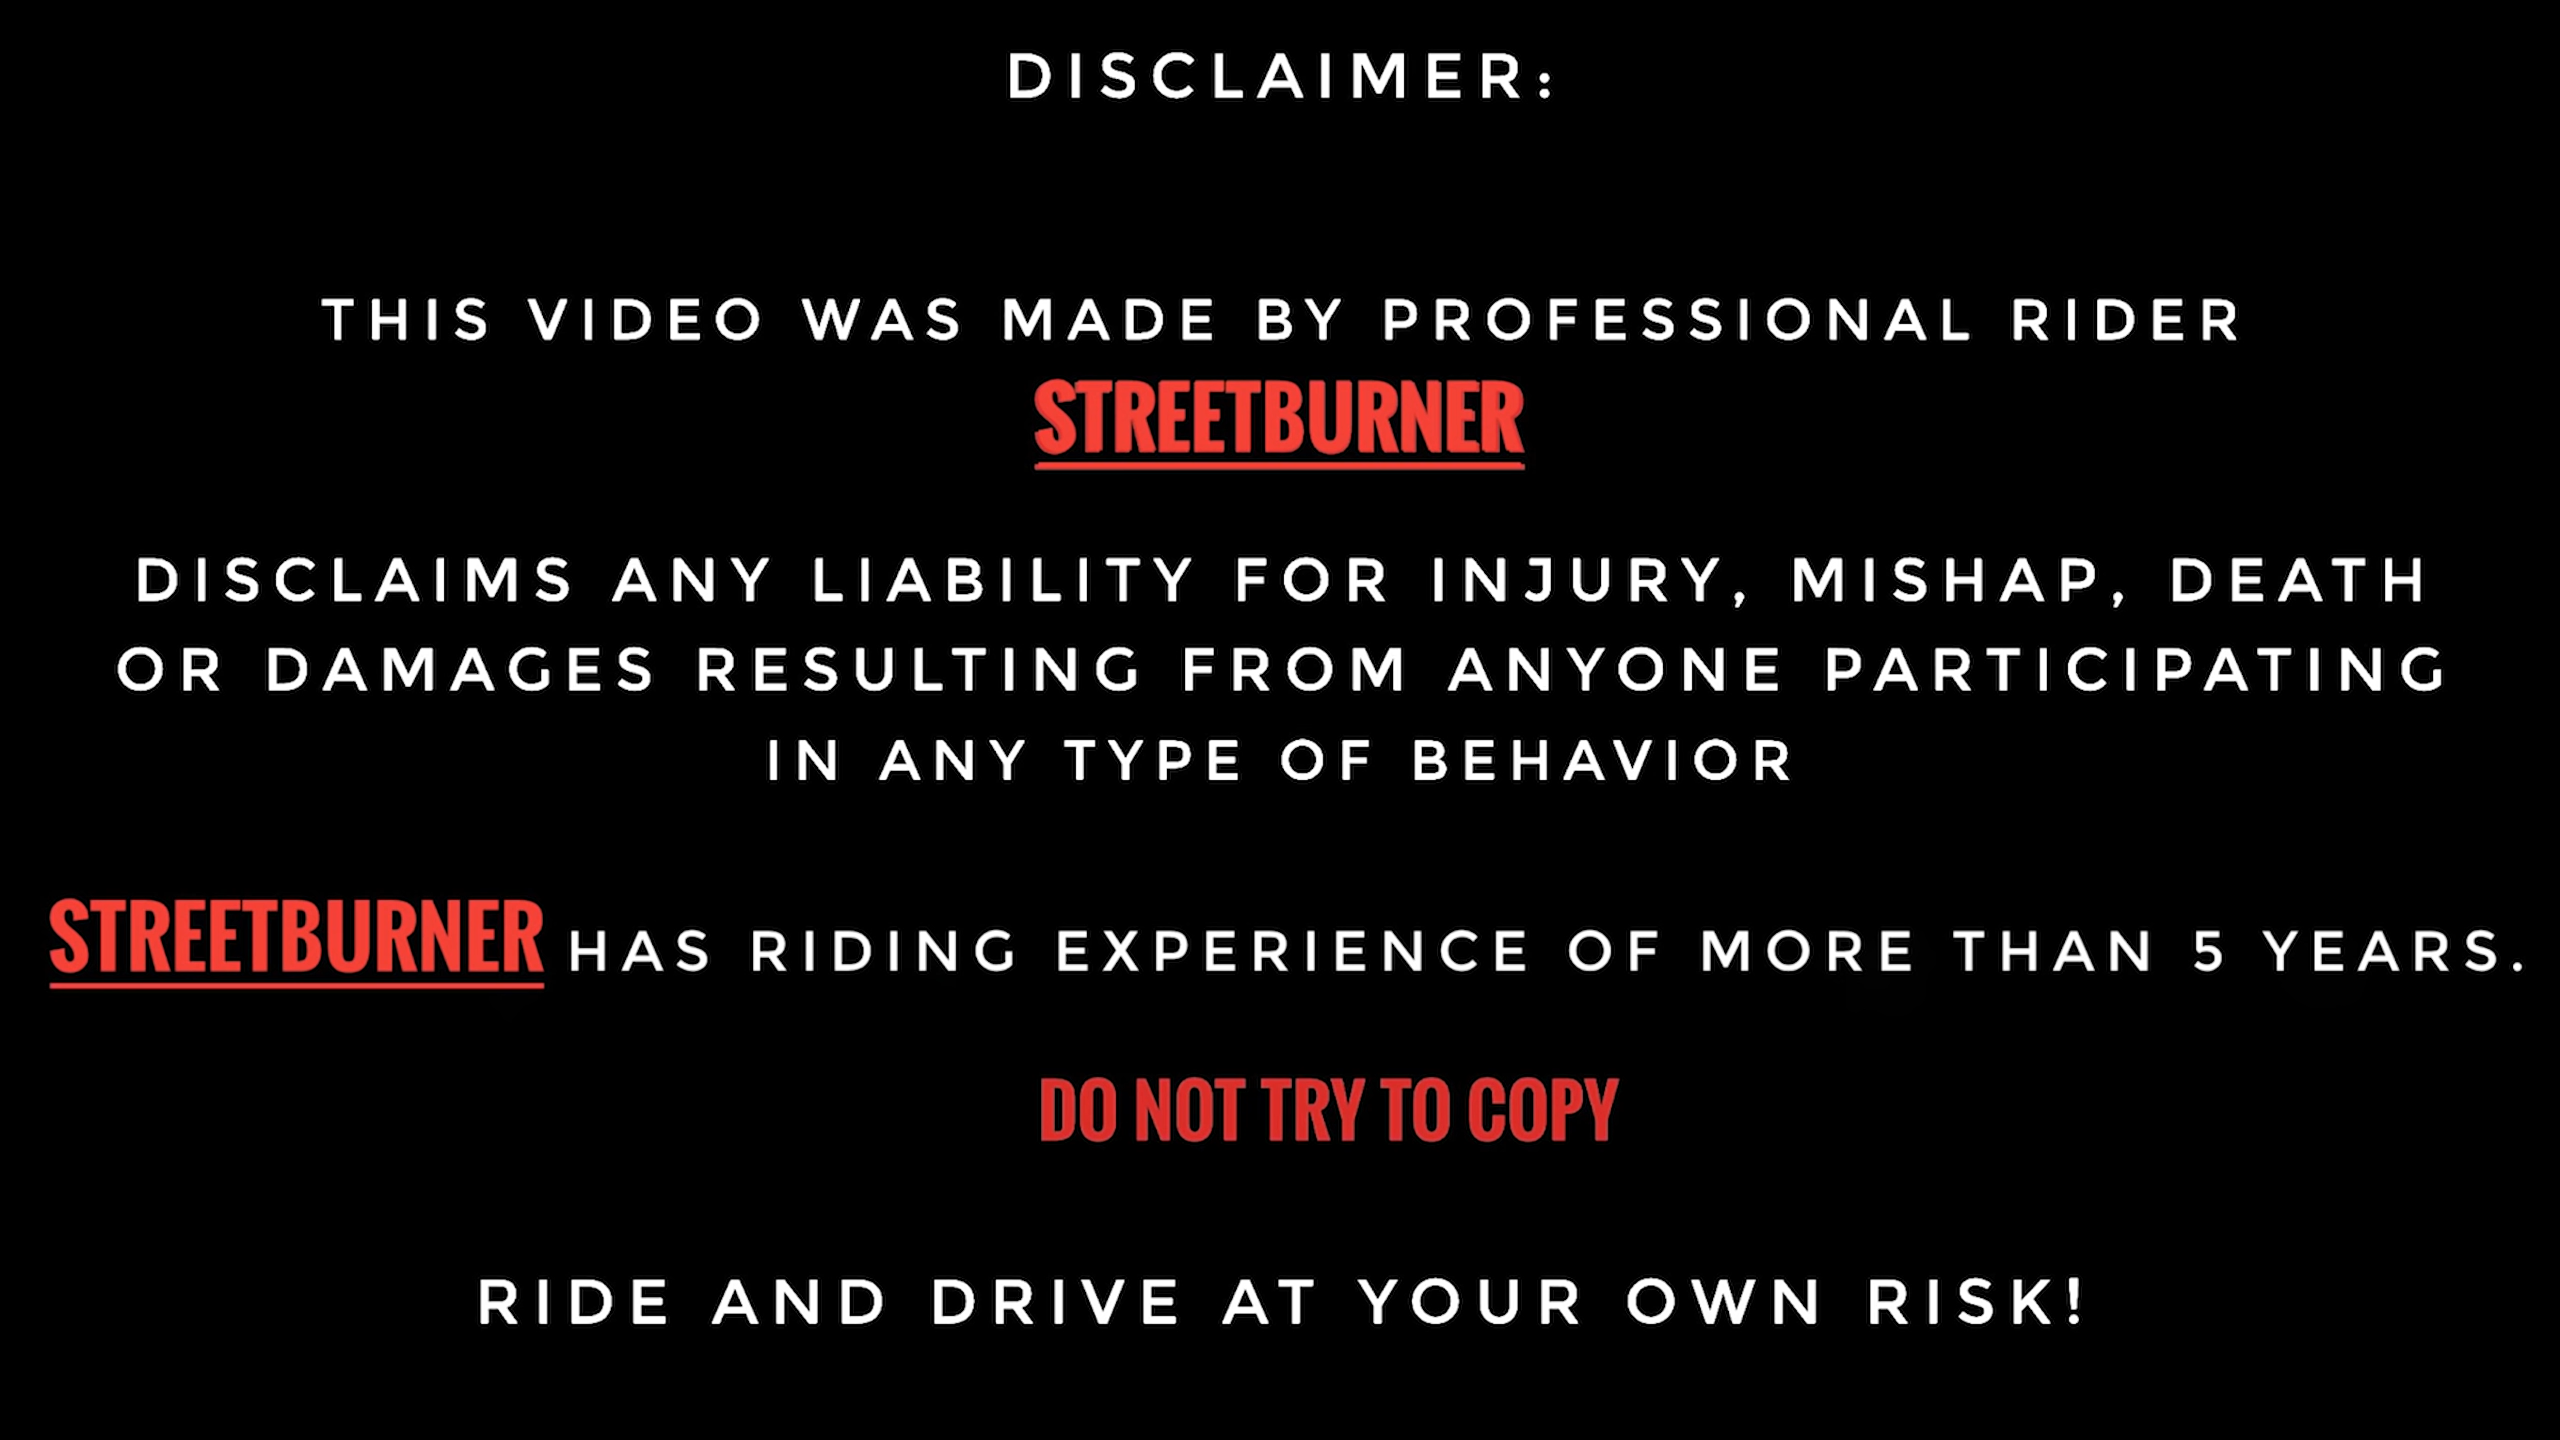 DISCLAIMER:
THIS VIDEO WAS MADE BY PROFESSIONAL RIDER
STREETBURNER
DISCLAIMS ANY LIABILITY FOR INJURY, MISHAP, DEATH
OR DAMAGES RESULTING FROM ANYONE PARTICIPATING
IN ANY TYPE OF BEHAVIOR
STREETBURNER HAS RIDING EXPERIENCE OF MORE THAN 5 YEARS.
DO NOT TRY TO COPY
RIDE AND DRIVE AT YOUR OWN RISK!